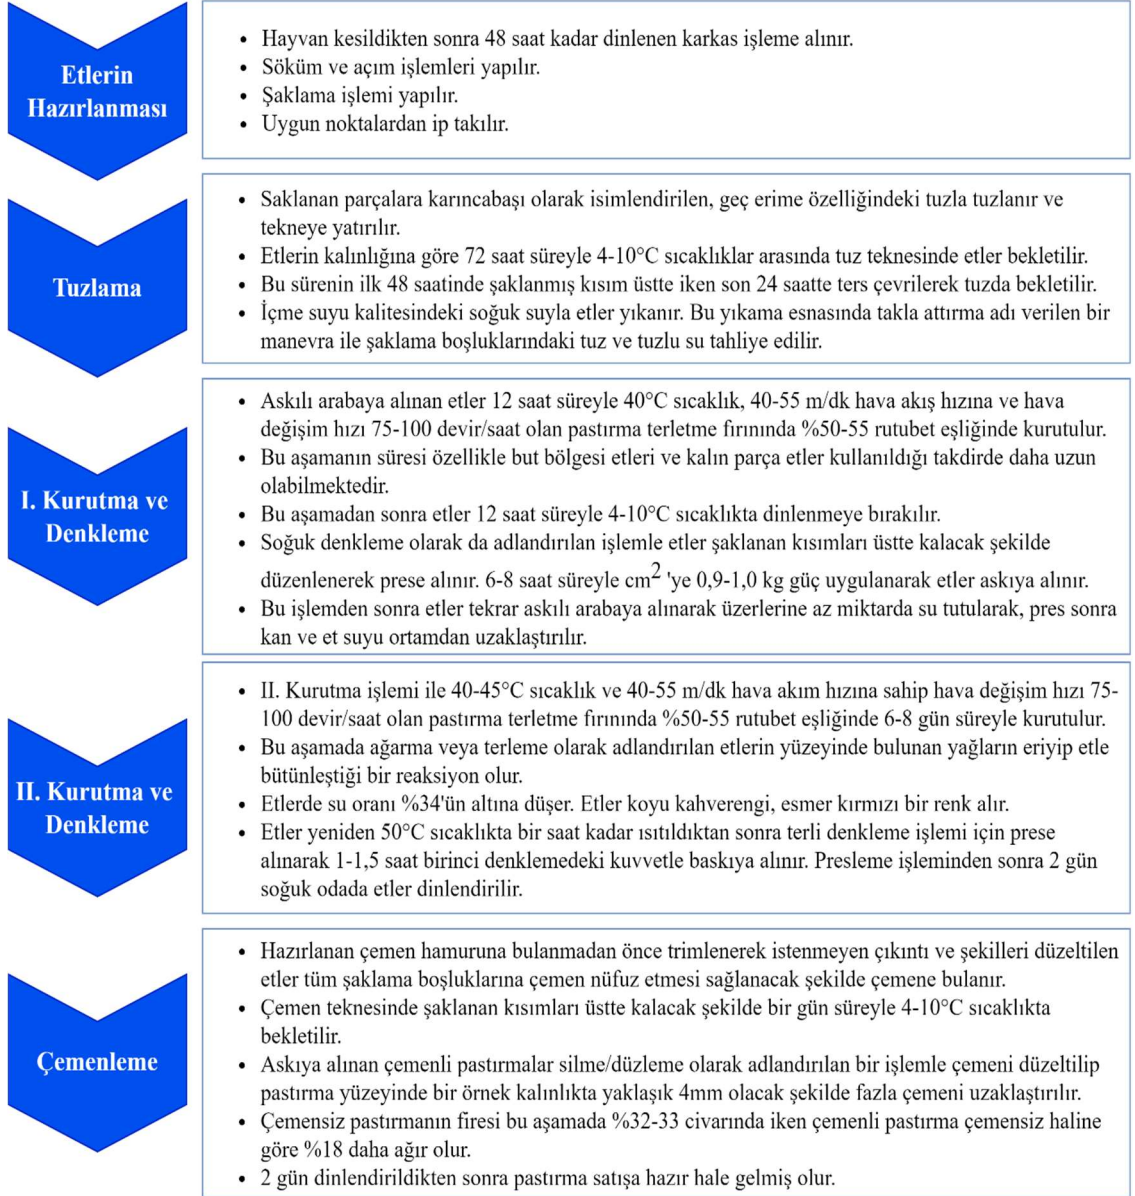 Etlerin
Hazırlanması
• Hayvan kesildikten sonra 48 saat kadar dinlenen karkas işleme alınır.
• Söküm ve açım işlemleri yapılır.
• Şaklama işlemi yapılır.
• Uygun noktalardan ip takılır.
Tuzlama
• Saklanan parçalara karıncabaşı olarak isimlendirilen, geç erime özelliğindeki tuzla tuzlanır ve
tekneye yatırılır.
• Etlerin kalınlığına göre 72 saat süreyle 4-10°C sıcaklıklar arasında tuz teknesinde etler bekletilir.
• Bu sürenin ilk 48 saatinde şaklanmış kısım üstte iken son 24 saatte ters çevrilerek tuzda bekletilir.
• İçme suyu kalitesindeki soğuk suyla etler yıkanır. Bu yıkama esnasında takla attırma adı verilen bir
manevra ile şaklama boşluklarındaki tuz ve tuzlu su tahliye edilir.
I. Kurutma ve
Denkleme
• Askılı arabaya alınan etler 12 saat süreyle 40°C sıcaklık, 40-55 m/dk hava akış hızına ve hava
değişim hızı 75-100 devir/saat olan pastırma terletme fırınında %50-55 rutubet eşliğinde kurutulur.
• Bu aşamanın süresi özellikle but bölgesi etleri ve kalın parça etler kullanıldığı takdirde daha uzun
olabilmektedir.
• Bu aşamadan sonra etler 12 saat süreyle 4-10°C sıcaklıkta dinlenmeye bırakılır.
• Soğuk denkleme olarak da adlandırılan işlemle etler şaklanan kısımları üstte kalacak şekilde
düzenlenerek prese alınır. 6-8 saat süreyle cm2 'ye 0,9-1,0 kg güç uygulanarak etler askıya alınır.
• Bu işlemden sonra etler tekrar askılı arabaya alınarak üzerlerine az miktarda su tutularak, pres sonra
kan ve et suyu ortamdan uzaklaştırılır.
II. Kurutma ve
Denkleme
• II. Kurutma işlemi ile 40-45°C sıcaklık ve 40-55 m/dk hava akım hızına sahip hava değişim hızı 75-
100 devir/saat olan pastırma terletme fırınında %50-55 rutubet eşliğinde 6-8 gün süreyle kurutulur.
• Bu aşamada ağarma veya terleme olarak adlandırılan etlerin yüzeyinde bulunan yağların eriyip etle
bütünleştiği bir reaksiyon olur.
• Etlerde su oranı %34'ün altına düşer. Etler koyu kahverengi, esmer kırmızı bir renk alır.
• Etler yeniden 50°C sıcaklıkta bir saat kadar ısıtıldıktan sonra terli denkleme işlemi için prese
alınarak 1-1,5 saat birinci denklemedeki kuvvetle baskıya alınır. Presleme işleminden sonra 2 gün
soğuk odada etler dinlendirilir.
Çemenleme
• Hazırlanan çemen hamuruna bulanmadan önce trimlenerek istenmeyen çıkıntı ve şekilleri düzeltilen
etler tüm şaklama boşluklarına çemen nüfuz etmesi sağlanacak şekilde çemene bulanır.
• Çemen teknesinde şaklanan kısımları üstte kalacak şekilde bir gün süreyle 4-10°C sıcaklıkta
bekletilir.
• Askıya alınan çemenli pastırmalar silme/düzleme olarak adlandırılan bir işlemle çemeni düzeltilip
pastırma yüzeyinde bir örnek kalınlıkta yaklaşık 4mm olacak şekilde fazla çemeni uzaklaştırılır.
• Çemensiz pastırmanın firesi bu aşamada %32-33 civarında iken çemenli pastırma çemensiz haline
göre %18 daha ağır olur.
• 2 gün dinlendirildikten sonra pastırma satışa hazır hale gelmiş olur.